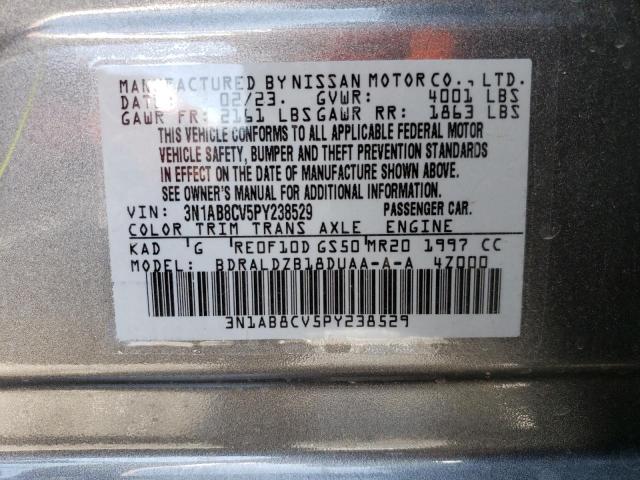 MANUFACTURED BY NISSAN MOTOR CO., LTD.
DATE: 02/23. GVWR: 4001 LBS
GAWR FR: 2161 LBS GAWR RR: 1863 LBS
THIS VEHICLE CONFORMS TO ALL APPLICABLE FEDERAL MOTOR
VEHICLE SAFETY, BUMPER AND THEFT PREVENTION STANDARDS
IN EFFECT ON THE DATE OF MANUFACTURE SHOWN ABOVE.
SEE OWNER'S MANUAL FOR ADDITIONAL INFORMATION.
VIN: 3N1AB8CV5PY238529 PASSENGER CAR.
COLOR TRIM TRANS AXLE ENGINE
KAD G RE0F10D GS50 MR20 1997 CC
MODEL: BDRALDZB18DUAA-A-A 4Z000
3N1AB8CV5PY238529